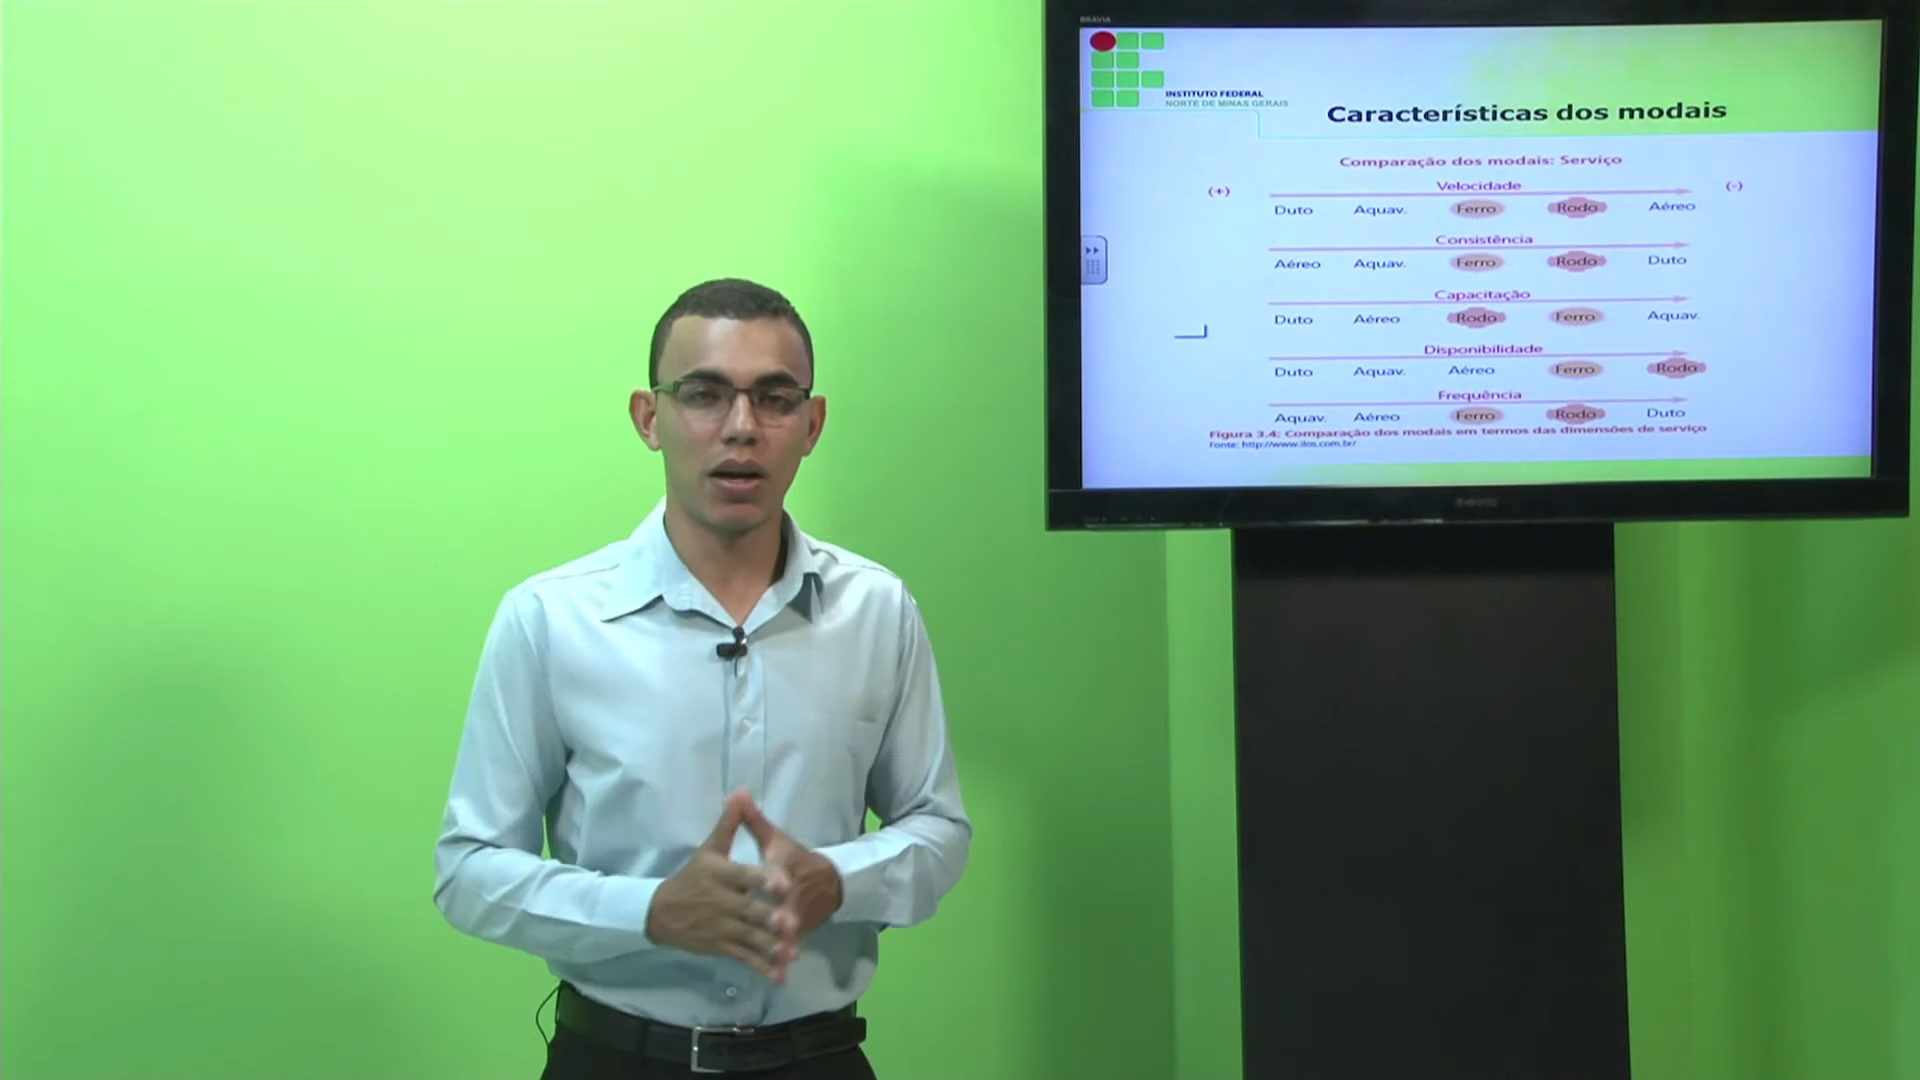 BRAVIA
INSTITUTO FEDERAL
NORTE DE MINAS GERAIS
Características dos modais
Comparação dos modais: Serviço
(+) Velocidade (-)
Duto Aquav. Ferro Rodo Aéreo
Consistência
Aéreo Aquav. Ferro Rodo Duto
Capacitação
Duto Aéreo Rodo Ferro Aquav.
Disponibilidade
Duto Aquav. Aéreo Ferro Rodo
Frequência
Aquav. Aéreo Ferro Rodo Duto
Figura 3.4: Comparação dos modais em termos das dimensões de serviço
Fonte: http://www.ilos.com.br/